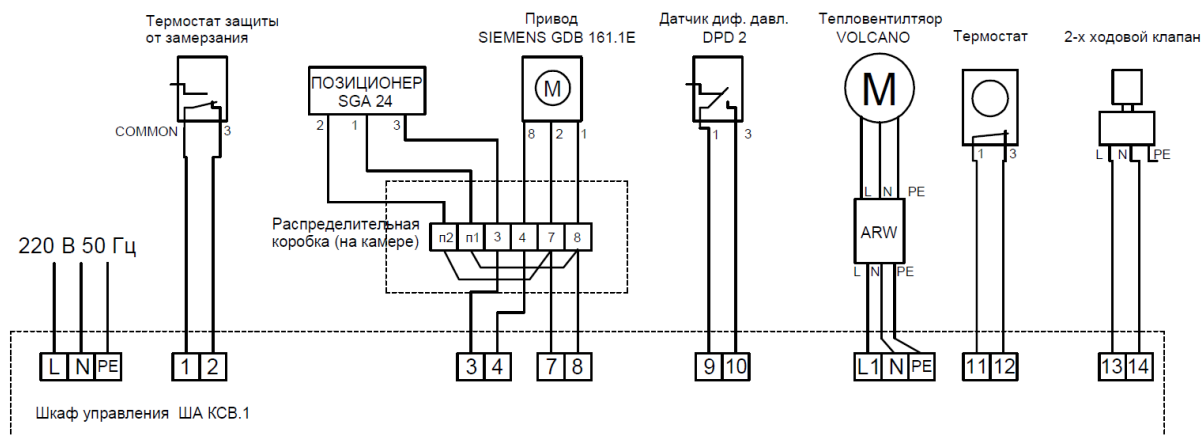 Термостат защиты
от замерзания
Привод
SIEMENS GDB 161.1E
Датчик диф. давл.
DPD 2
Тепловентилтяор
VOLCANO
Термостат
2-х ходовой клапан
ПОЗИЦИОНЕР
SGA 24
M
M
COMMON
3
2
1
3
8
2
1
1
3
1
3
L
N
PE
L
N
PE
ARW
L
N
PE
Распределительная
коробка (на камере)
п2
п1
3
4
7
8
220 В 50 Гц
L
N
PE
1
2
3
4
7
8
9
10
L1
N
PE
11
12
13
14
Шкаф управления ША КСВ.1